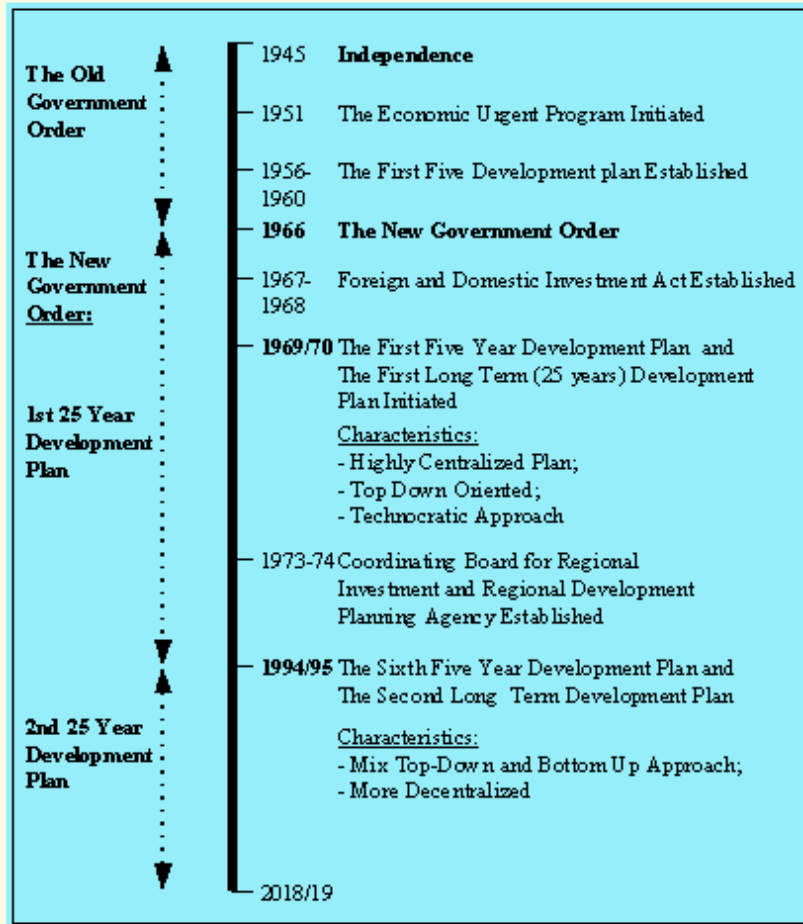 The Old
Government
Order
The New
Government
Order:
1st 25 Year
Development
Plan
2nd 25 Year
Development
Plan
1945 Independence
1951 The Economic Urgent Program Initiated
1956- The First Five Development plan Established
1960
1966 The New Government Order
1967- Foreign and Domestic Investment Act Established
1968
1969/70 The First Five Year Development Plan and
The First Long Term (25 years) Development
Plan Initiated
Characteristics:
- Highly Centralized Plan;
- Top Down Oriented;
- Technocratic Approach
1973-74 Coordinating Board for Regional
Investment and Regional Development
Planning Agency Established
1994/95 The Sixth Five Year Development Plan and
The Second Long Term Development Plan
Characteristics:
- Mix Top-Down and Bottom Up Approach;
- More Decentralized
2018/19